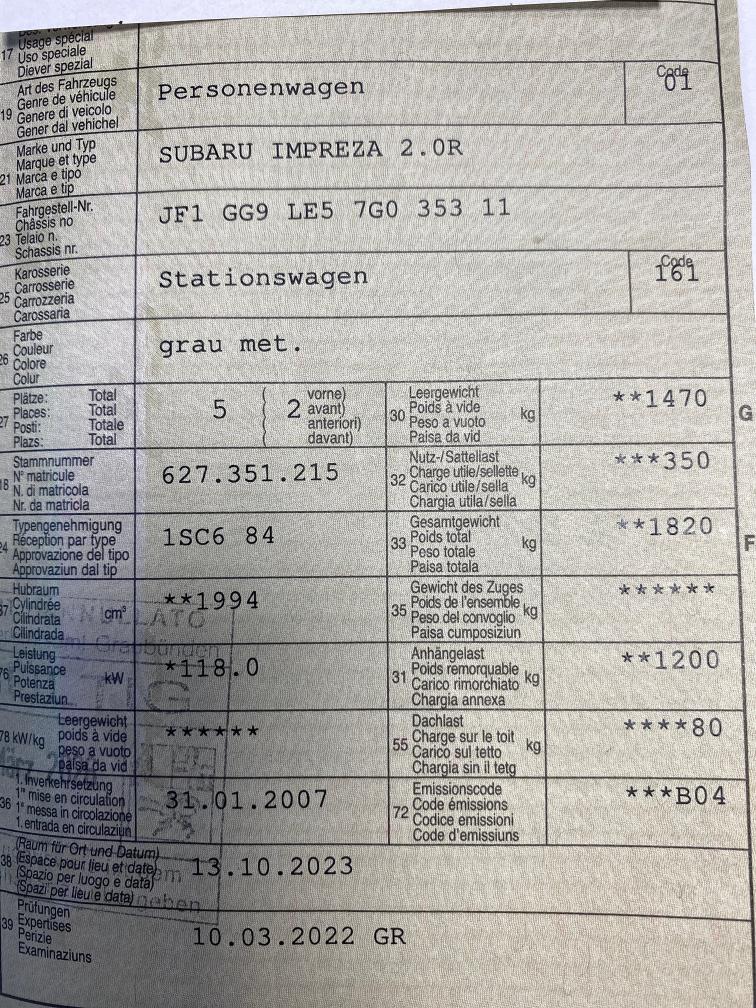 Usage spécial
17 Uso speciale
Diever spezial
Art des Fahrzeugs
Genre de véhicule
19 Genere di veicolo
Gener dal vehichel
Personenwagen
Code
01
Marke und Typ
Marque et type
21 Marca e tipo
Marca e tip
SUBARU IMPREZA 2.0R
Fahrgestell-Nr.
Châssis no
23 Telaio n.
Schassis nr.
JF1 GG9 LE5 7G0 353 11
Karosserie
Carrosserie
25 Carrozzeria
Carossaria
Stationswagen
Code
161
Farbe
Couleur
26 Colore
Colur
grau met.
Plätze: Total
Places: Total
27 Posti: Totale
Plazs: Total
5 ( 2 vorne)
avant)
anteriori)
davant)
Leergewicht
30 Poids à vide kg
Peso a vuoto
Paisa da vid
**1470
G
Stammnummer
N° matricule
18 N. di matricola
Nr. da matricla
627.351.215
Nutz-/Sattellast
Charge utile/sellette
32 Carico utile/sella kg
Chargia utila/sella
***350
Typengenehmigung
Réception par type
24 Approvazione del tipo
Approvaziun dal tip
1SC6 84
Gesamtgewicht
33 Poids total kg
Peso totale
Paisa totala
**1820
F
Hubraum
37 Cylindrée cm³
Cilindrata
Cilindrada
**1994
Gewicht des Zuges
35 Poids de l'ensemble kg
Peso del convoglio
Paisa cumposiziun
******
Leistung
76 Puissance kW
Potenza
Prestaziun
*118.0
Anhängelast
31 Poids remorquable kg
Carico rimorchiato
Chargia annexa
**1200
Leergewicht
78 kW/kg poids à vide
peso a vuoto
paisa da vid
******
Dachlast
55 Charge sur le toit kg
Carico sul tetto
Chargia sin il tetg
****80
1. Inverkehrsetzung
36 1re mise en circulation
1a messa in circolazione
1. entrada en circulaziun
31.01.2007
Emissionscode
72 Code émissions
Codice emissioni
Code d'emissiuns
***B04
(Raum für Ort und Datum)
38 (Espace pour lieu et date)
(Spazio per luogo e data)
(Spazi per lieu e data)
13.10.2023
Prüfungen
39 Expertises
Perizie
Examinaziuns
10.03.2022 GR